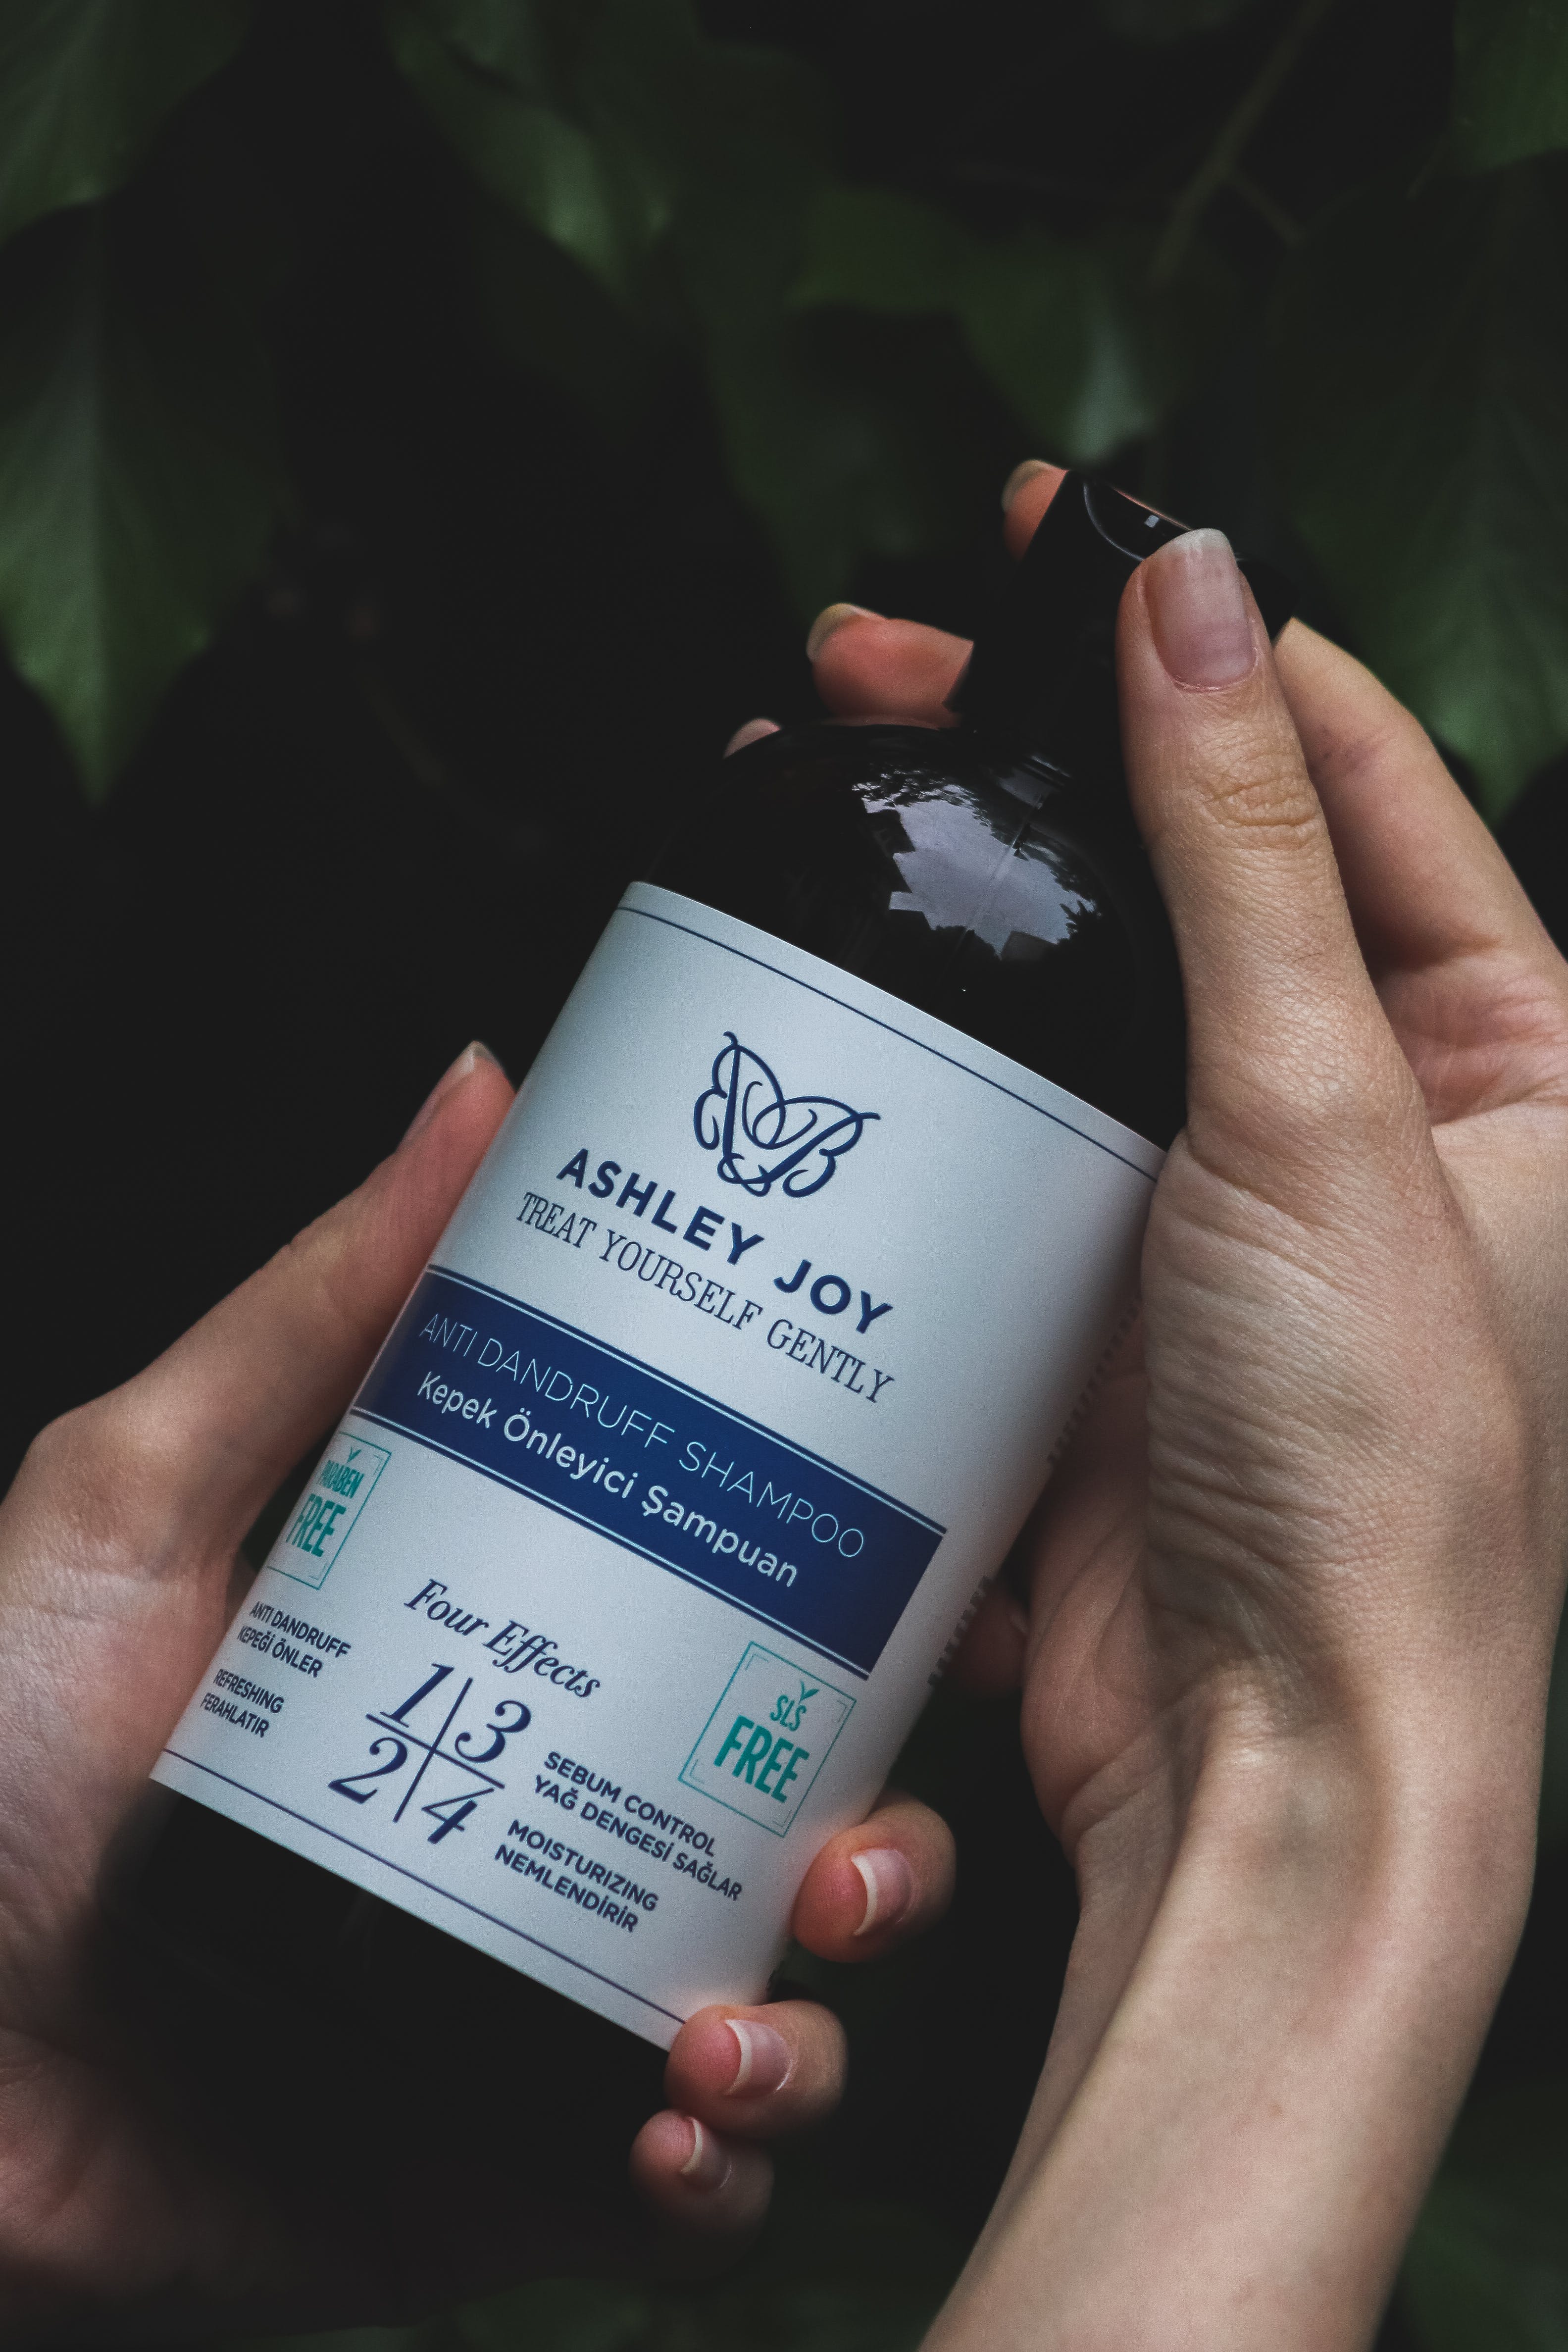 ASHLEY JOY
TREAT YOURSELF GENTLY
ANTI DANDRUFF SHAMPOO
Kepek Önleyici Şampuan
PARABEN
FREE
Four Effects
1 3
2 4
ANTI DANDRUFF
KEPEĞİ ÖNLER
REFRESHING
FERAHLATIR
SEBUM CONTROL
YAĞ DENGESİ SAĞLAR
MOISTURIZING
NEMLENDİRİR
SLS
FREE